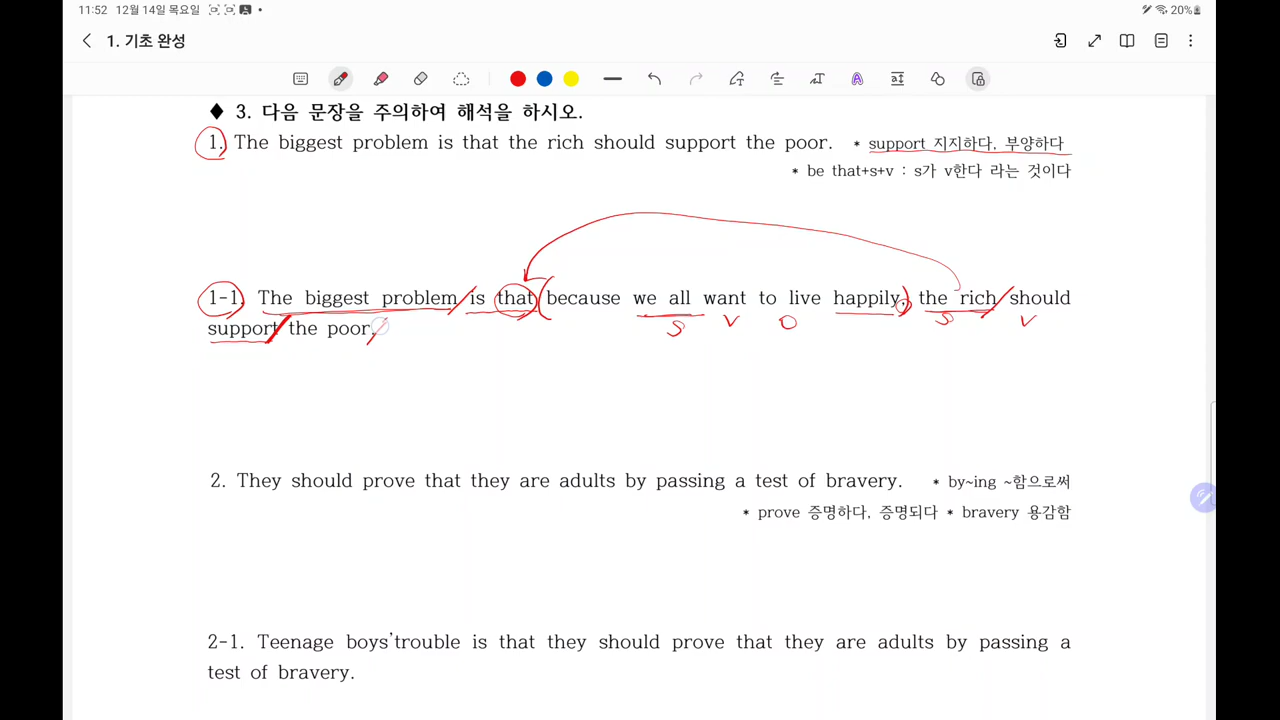 11:52 12월 14일 목요일
20%
1. 기초 완성
◆ 3. 다음 문장을 주의하여 해석을 하시오.
1. The biggest problem is that the rich should support the poor. * support 지지하다, 부양하다
* be that+s+v : s가 v한다 라는 것이다
1-1. The biggest problem is that because we all want to live happily, the rich should
S V O S V
support the poor.
2. They should prove that they are adults by passing a test of bravery. * by~ing ~함으로써
* prove 증명하다, 증명되다 * bravery 용감함
2-1. Teenage boys'trouble is that they should prove that they are adults by passing a
test of bravery.